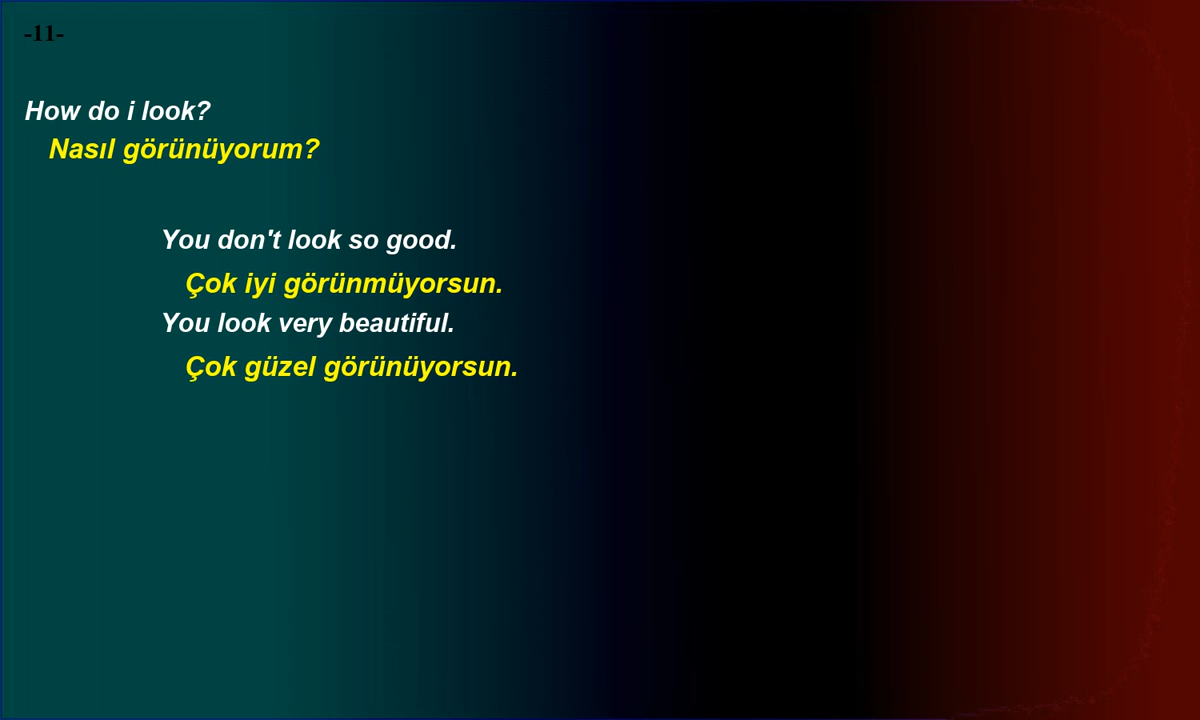 -11-
How do i look?
Nasıl görünüyorum?
You don't look so good.
Çok iyi görünmüyorsun.
You look very beautiful.
Çok güzel görünüyorsun.